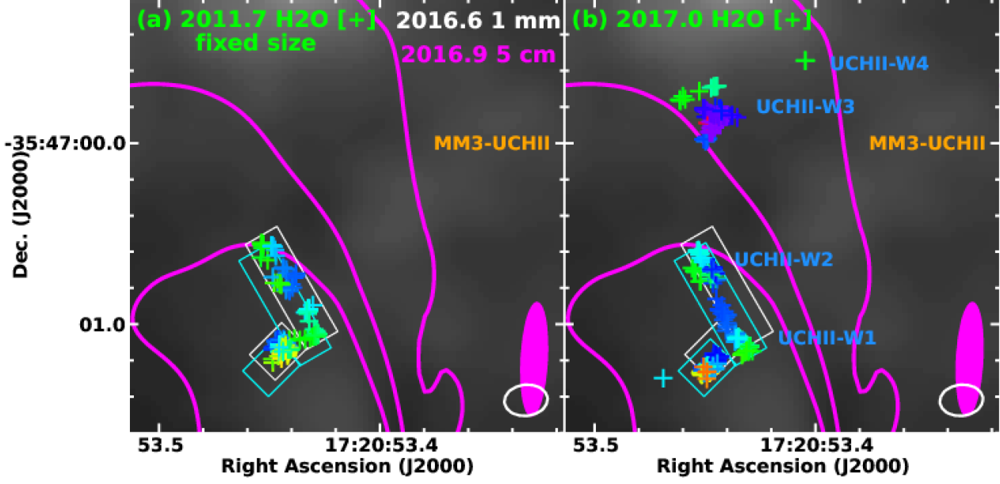 (a) 2011.7 H2O [+]
fixed size
2016.6 1 mm
2016.9 5 cm
MM3-UCHII
(b) 2017.0 H2O [+]
UCHII-W4
UCHII-W3
MM3-UCHII
UCHII-W2
UCHII-W1
Dec. (J2000)
-35:47:00.0
01.0
53.5
17:20:53.4
Right Ascension (J2000)
53.5
17:20:53.4
Right Ascension (J2000)